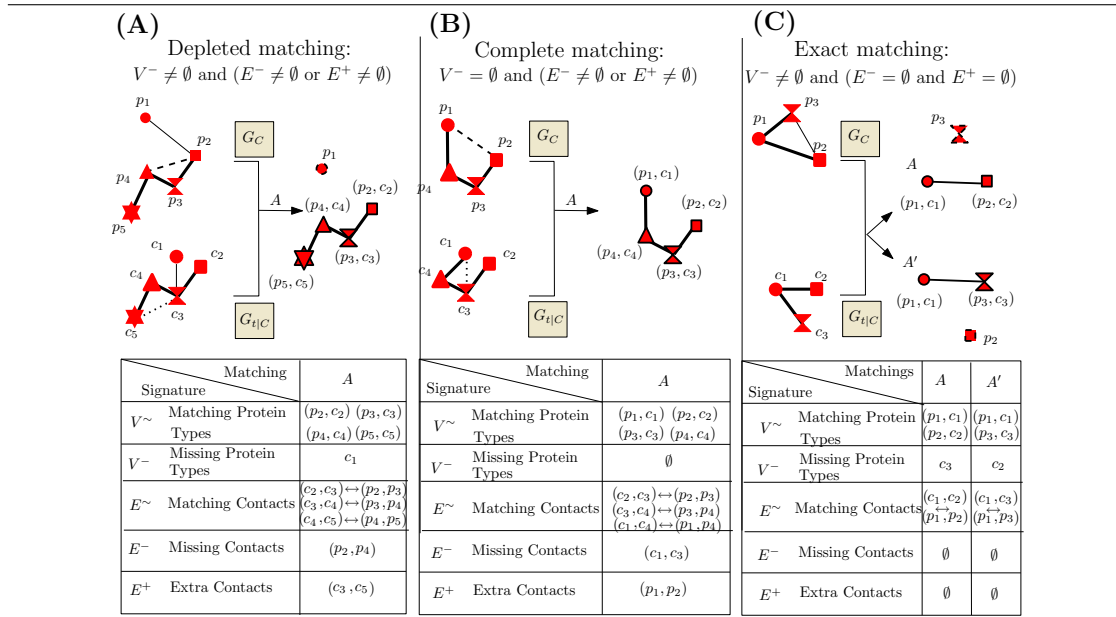 (A)
Depleted matching:
V⁻ ≠ ∅ and (E⁻ ≠ ∅ or E⁺ ≠ ∅)
p₁
p₂
p₄
p₃
p₅
c₁
c₂
c₄
c₃
c₅
G_C
A
G_{t|C}
p₁
(p₂, c₂)
(p₄, c₄)
(p₃, c₃)
(p₅, c₅)
Matching
Signature
A
V~ Matching Protein Types
(p₂, c₂) (p₃, c₃)
(p₄, c₄) (p₅, c₅)
V⁻ Missing Protein Types
c₁
E~ Matching Contacts
(c₂, c₃)↔(p₂, p₃)
(c₃, c₄)↔(p₃, p₄)
(c₄, c₅)↔(p₄, p₅)
E⁻ Missing Contacts
(p₂, p₄)
E⁺ Extra Contacts
(c₃, c₅)
(B)
Complete matching:
V⁻ = ∅ and (E⁻ ≠ ∅ or E⁺ ≠ ∅)
p₁
p₂
p₄
p₃
c₁
c₂
c₄
c₃
G_C
A
G_{t|C}
(p₁, c₁)
(p₂, c₂)
(p₄, c₄)
(p₃, c₃)
Matching
Signature
A
V~ Matching Protein Types
(p₁, c₁) (p₂, c₂)
(p₃, c₃) (p₄, c₄)
V⁻ Missing Protein Types
∅
E~ Matching Contacts
(c₂, c₃)↔(p₂, p₃)
(c₃, c₄)↔(p₃, p₄)
(c₁, c₄)↔(p₁, p₄)
E⁻ Missing Contacts
(c₁, c₃)
E⁺ Extra Contacts
(p₁, p₂)
(C)
Exact matching:
V⁻ ≠ ∅ and (E⁻ = ∅ and E⁺ = ∅)
p₃
p₁
p₂
c₁
c₂
c₃
G_C
G_{t|C}
p₃
A
(p₁, c₁)
(p₂, c₂)
A′
(p₁, c₁)
(p₃, c₃)
p₂
Matchings
Signature
A A′
V~ Matching Protein Types
(p₁, c₁) (p₁, c₁)
(p₂, c₂) (p₃, c₃)
V⁻ Missing Protein Types
c₃ c₂
E~ Matching Contacts
(c₁, c₂) (c₁, c₃)
↔ ↔
(p₁, p₂) (p₁, p₃)
E⁻ Missing Contacts
∅ ∅
E⁺ Extra Contacts
∅ ∅